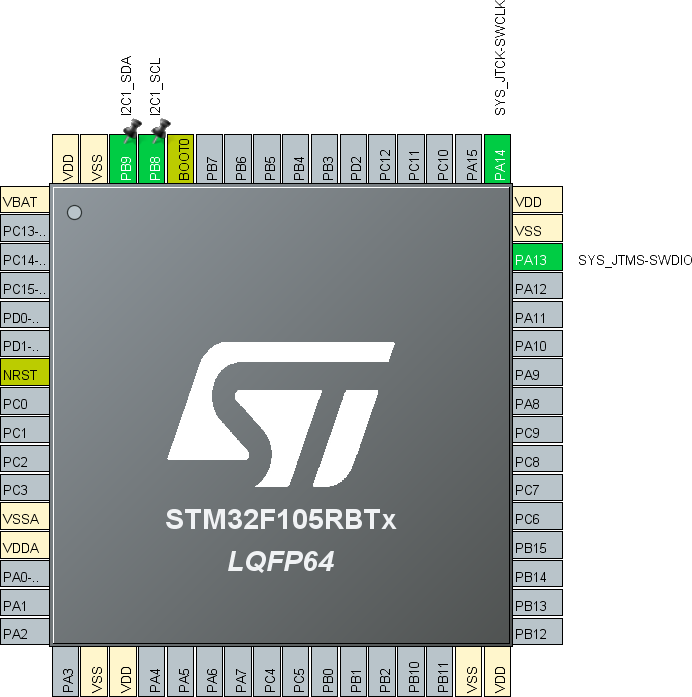 I2C1_SDA
I2C1_SCL
SYS_JTCK-SWCLK
VDD
VSS
PB9
PB8
BOOT0
PB7
PB6
PB5
PB4
PB3
PD2
PC12
PC11
PC10
PA15
PA14
VBAT
PC13-..
PC14-..
PC15-..
PD0-..
PD1-..
NRST
PC0
PC1
PC2
PC3
VSSA
VDDA
PA0-..
PA1
PA2
VDD
VSS
PA13
SYS_JTMS-SWDIO
PA12
PA11
PA10
PA9
PA8
PC9
PC8
PC7
PC6
PB15
PB14
PB13
PB12
ST
STM32F105RBTx
LQFP64
PA3
VSS
VDD
PA4
PA5
PA6
PA7
PC4
PC5
PB0
PB1
PB2
PB10
PB11
VSS
VDD